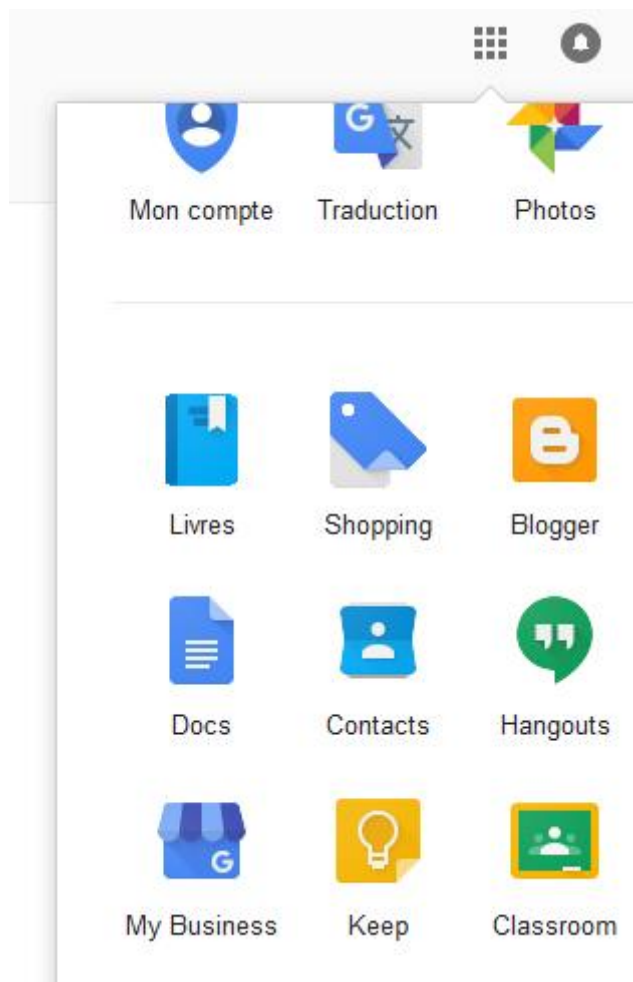 Mon compte Traduction Photos
Livres Shopping Blogger
Docs Contacts Hangouts
My Business Keep Classroom